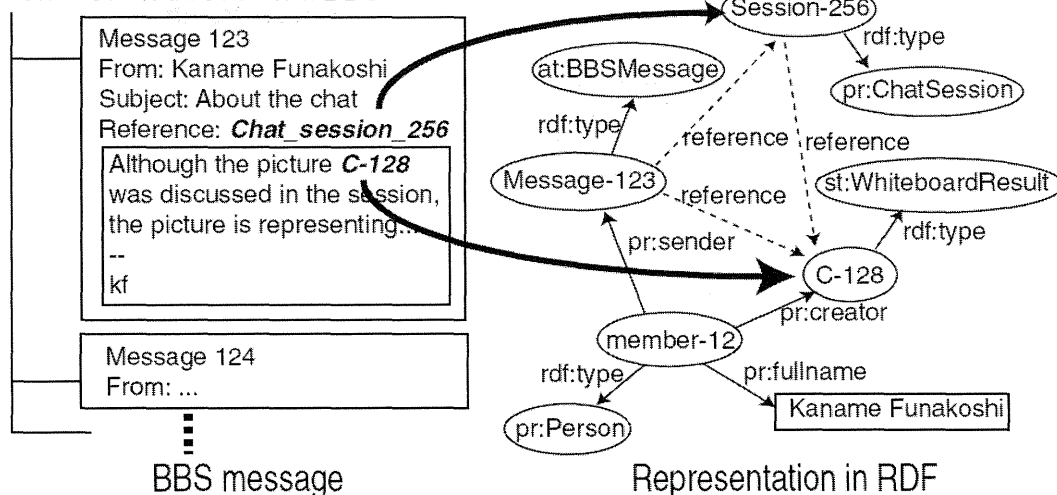 Message 123
From: Kaname Funakoshi
Subject: About the chat
Reference: Chat_session_256
Although the picture C-128
was discussed in the session,
the picture is representing...
--
kf
Message 124
From: ...
BBS message
Session-256
rdf:type
at:BBSMessage
pr:ChatSession
rdf:type
reference
reference
Message-123
reference
st:WhiteboardResult
rdf:type
pr:sender
C-128
pr:creator
member-12
rdf:type
pr:fullname
Kaname Funakoshi
pr:Person
Representation in RDF